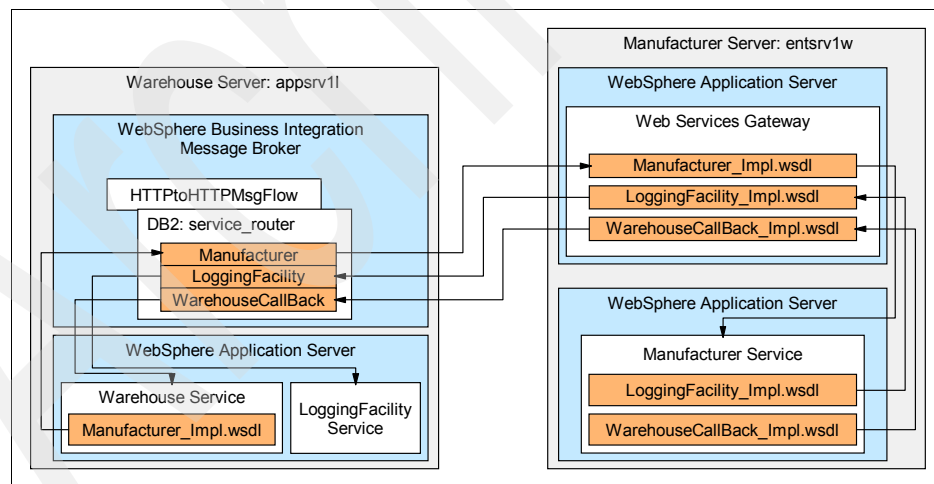 Warehouse Server: appsrv1l
WebSphere Business Integration
Message Broker
HTTPtoHTTPMsgFlow
DB2: service_router
Manufacturer
LoggingFacility
WarehouseCallBack
WebSphere Application Server
Warehouse Service
Manufacturer_Impl.wsdl
LoggingFacility
Service
Manufacturer Server: entsrv1w
WebSphere Application Server
Web Services Gateway
Manufacturer_Impl.wsdl
LoggingFacility_Impl.wsdl
WarehouseCallBack_Impl.wsdl
WebSphere Application Server
Manufacturer Service
LoggingFacility_Impl.wsdl
WarehouseCallBack_Impl.wsdl